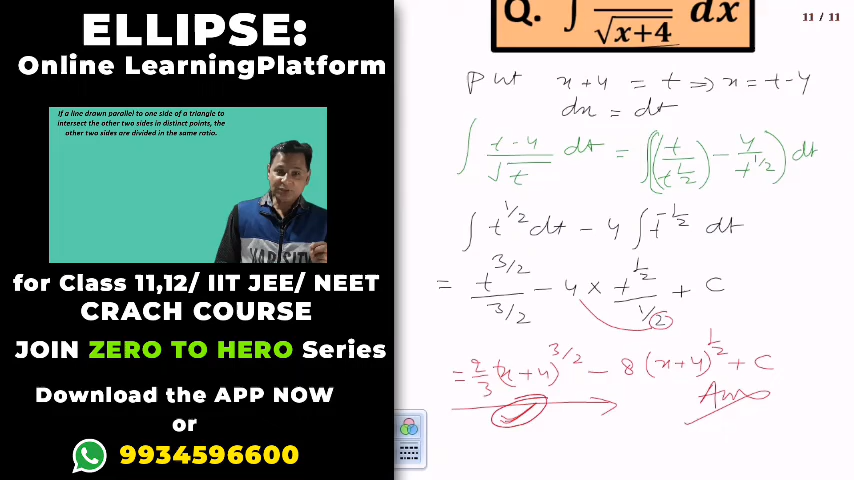 ELLIPSE:
Online LearningPlatform
If a line drawn parallel to one side of a triangle to
intersect the other two sides in distinct points, the
other two sides are divided in the same ratio.
for Class 11,12/ IIT JEE/ NEET
CRACH COURSE
JOIN ZERO TO HERO Series
Download the APP NOW
or
9934596600
11 / 11
Q. ∫ /√(x+4) dx
Put x+4 = t ⇒ x = t-4
dx = dt
∫ (t-4)/√t dt = ∫(t/t^1/2 - 4/t^1/2) dt
∫ t^1/2 dt - 4 ∫ t^-1/2 dt
= t^3/2 / 3/2 - 4 × t^1/2 / 1/2 + C
= 2/3 (x+4)^3/2 - 8 (x+4)^1/2 + C
Ans